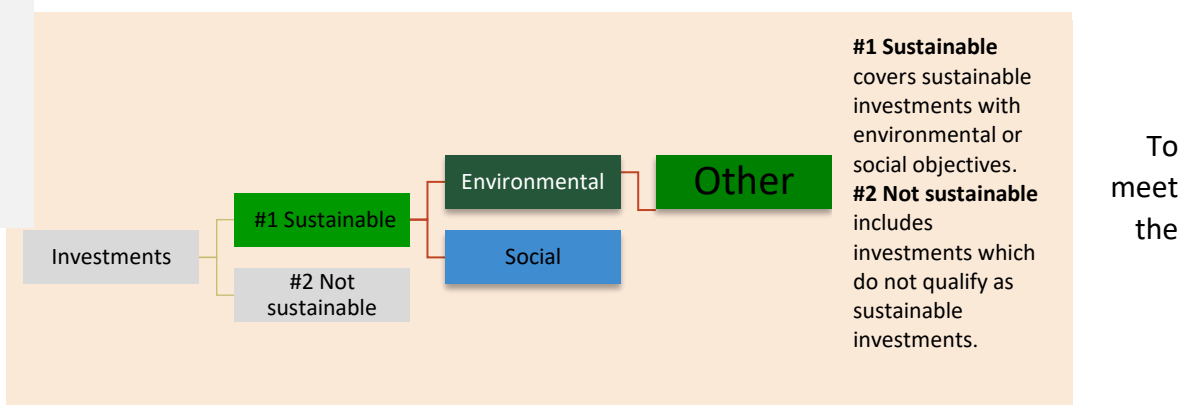 Investments
#1 Sustainable
#2 Not
sustainable
Environmental
Social
Other
#1 Sustainable
covers sustainable
investments with
environmental or
social objectives.
#2 Not sustainable
includes
investments which
do not qualify as
sustainable
investments.
To
meet
the